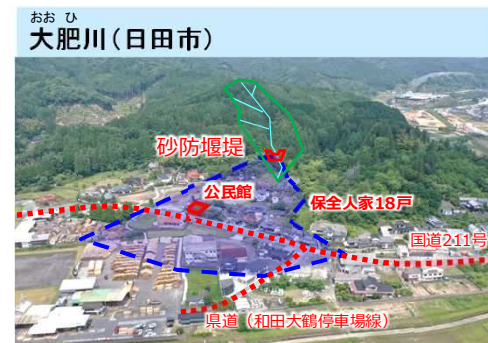 おお ひ
大肥川（日田市）
砂防堰堤
公民館
保全人家18戸
国道211号
県道（和田大鶴停車場線）